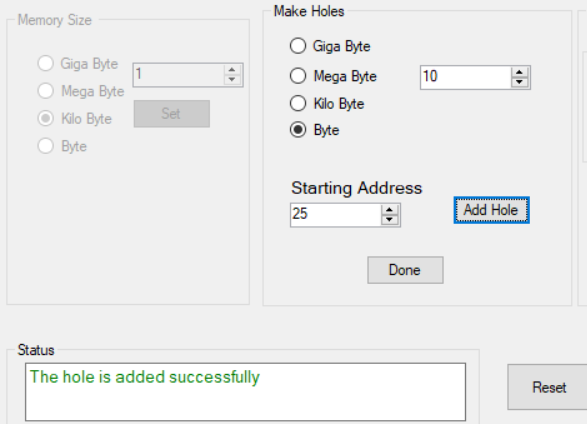 Memory Size
Giga Byte
1
Mega Byte
Kilo Byte
Set
Byte
Make Holes
Giga Byte
Mega Byte
10
Kilo Byte
Byte
Starting Address
25
Add Hole
Done
Status
The hole is added successfully
Reset